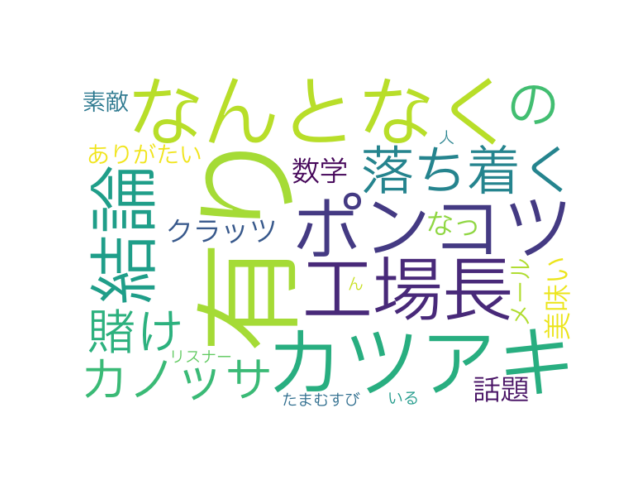 なんとなく
の
素敵
人
ありがたい
数学
落ち着く
有り
結論
クラッツ
ポンコツ
なっ
工場長
メール
美味い
ん
賭け
リスナー
カノッサ
カツアキ
話題
たまむすび
いる